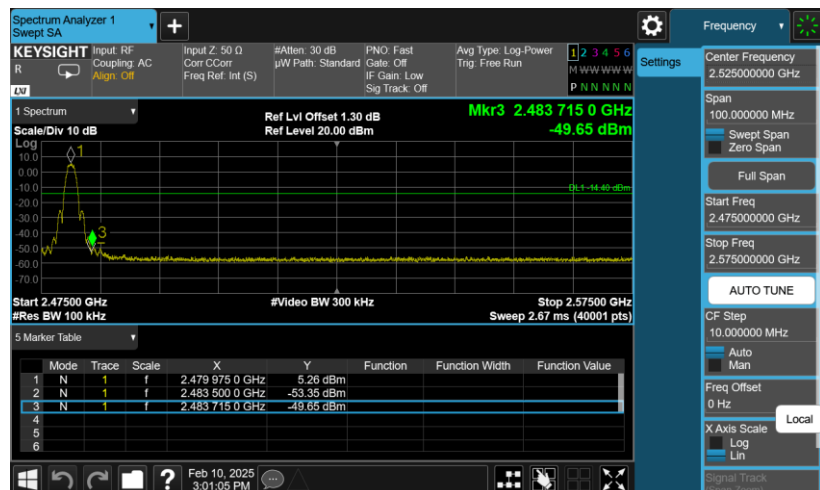 Spectrum Analyzer 1
Swept SA
KEYSIGHT
R
LXI
Input: RF
Coupling: AC
Align: Off
Input Z: 50 Ω
Corr CCorr
Freq Ref: Int (S)
#Atten: 30 dB
µW Path: Standard
PNO: Fast
Gate: Off
IF Gain: Low
Sig Track: Off
Avg Type: Log-Power
Trig: Free Run
1 2 3 4 5 6
M W W W W W
P N N N N N
1 Spectrum
Scale/Div 10 dB
Ref Lvl Offset 1.30 dB
Ref Level 20.00 dBm
Mkr3 2.483 715 0 GHz
-49.65 dBm
Log
10.0
0.00
-10.0
-20.0
-30.0
-40.0
-50.0
-60.0
-70.0
1
3
DL1 -14.40 dBm
Start 2.47500 GHz
#Res BW 100 kHz
#Video BW 300 kHz
Stop 2.57500 GHz
Sweep 2.67 ms (40001 pts)
5 Marker Table
Mode Trace Scale X Y Function Function Width Function Value
1 N 1 f 2.479 975 0 GHz 5.26 dBm
2 N 1 f 2.483 500 0 GHz -53.35 dBm
3 N 1 f 2.483 715 0 GHz -49.65 dBm
4
5
6
?
Feb 10, 2025
3:01:05 PM
Frequency
Settings
Center Frequency
2.525000000 GHz
Span
100.000000 MHz
Swept Span
Zero Span
Full Span
Start Freq
2.475000000 GHz
Stop Freq
2.575000000 GHz
AUTO TUNE
CF Step
10.000000 MHz
Auto
Man
Freq Offset
0 Hz
Local
X Axis Scale
Log
Lin
Signal Track